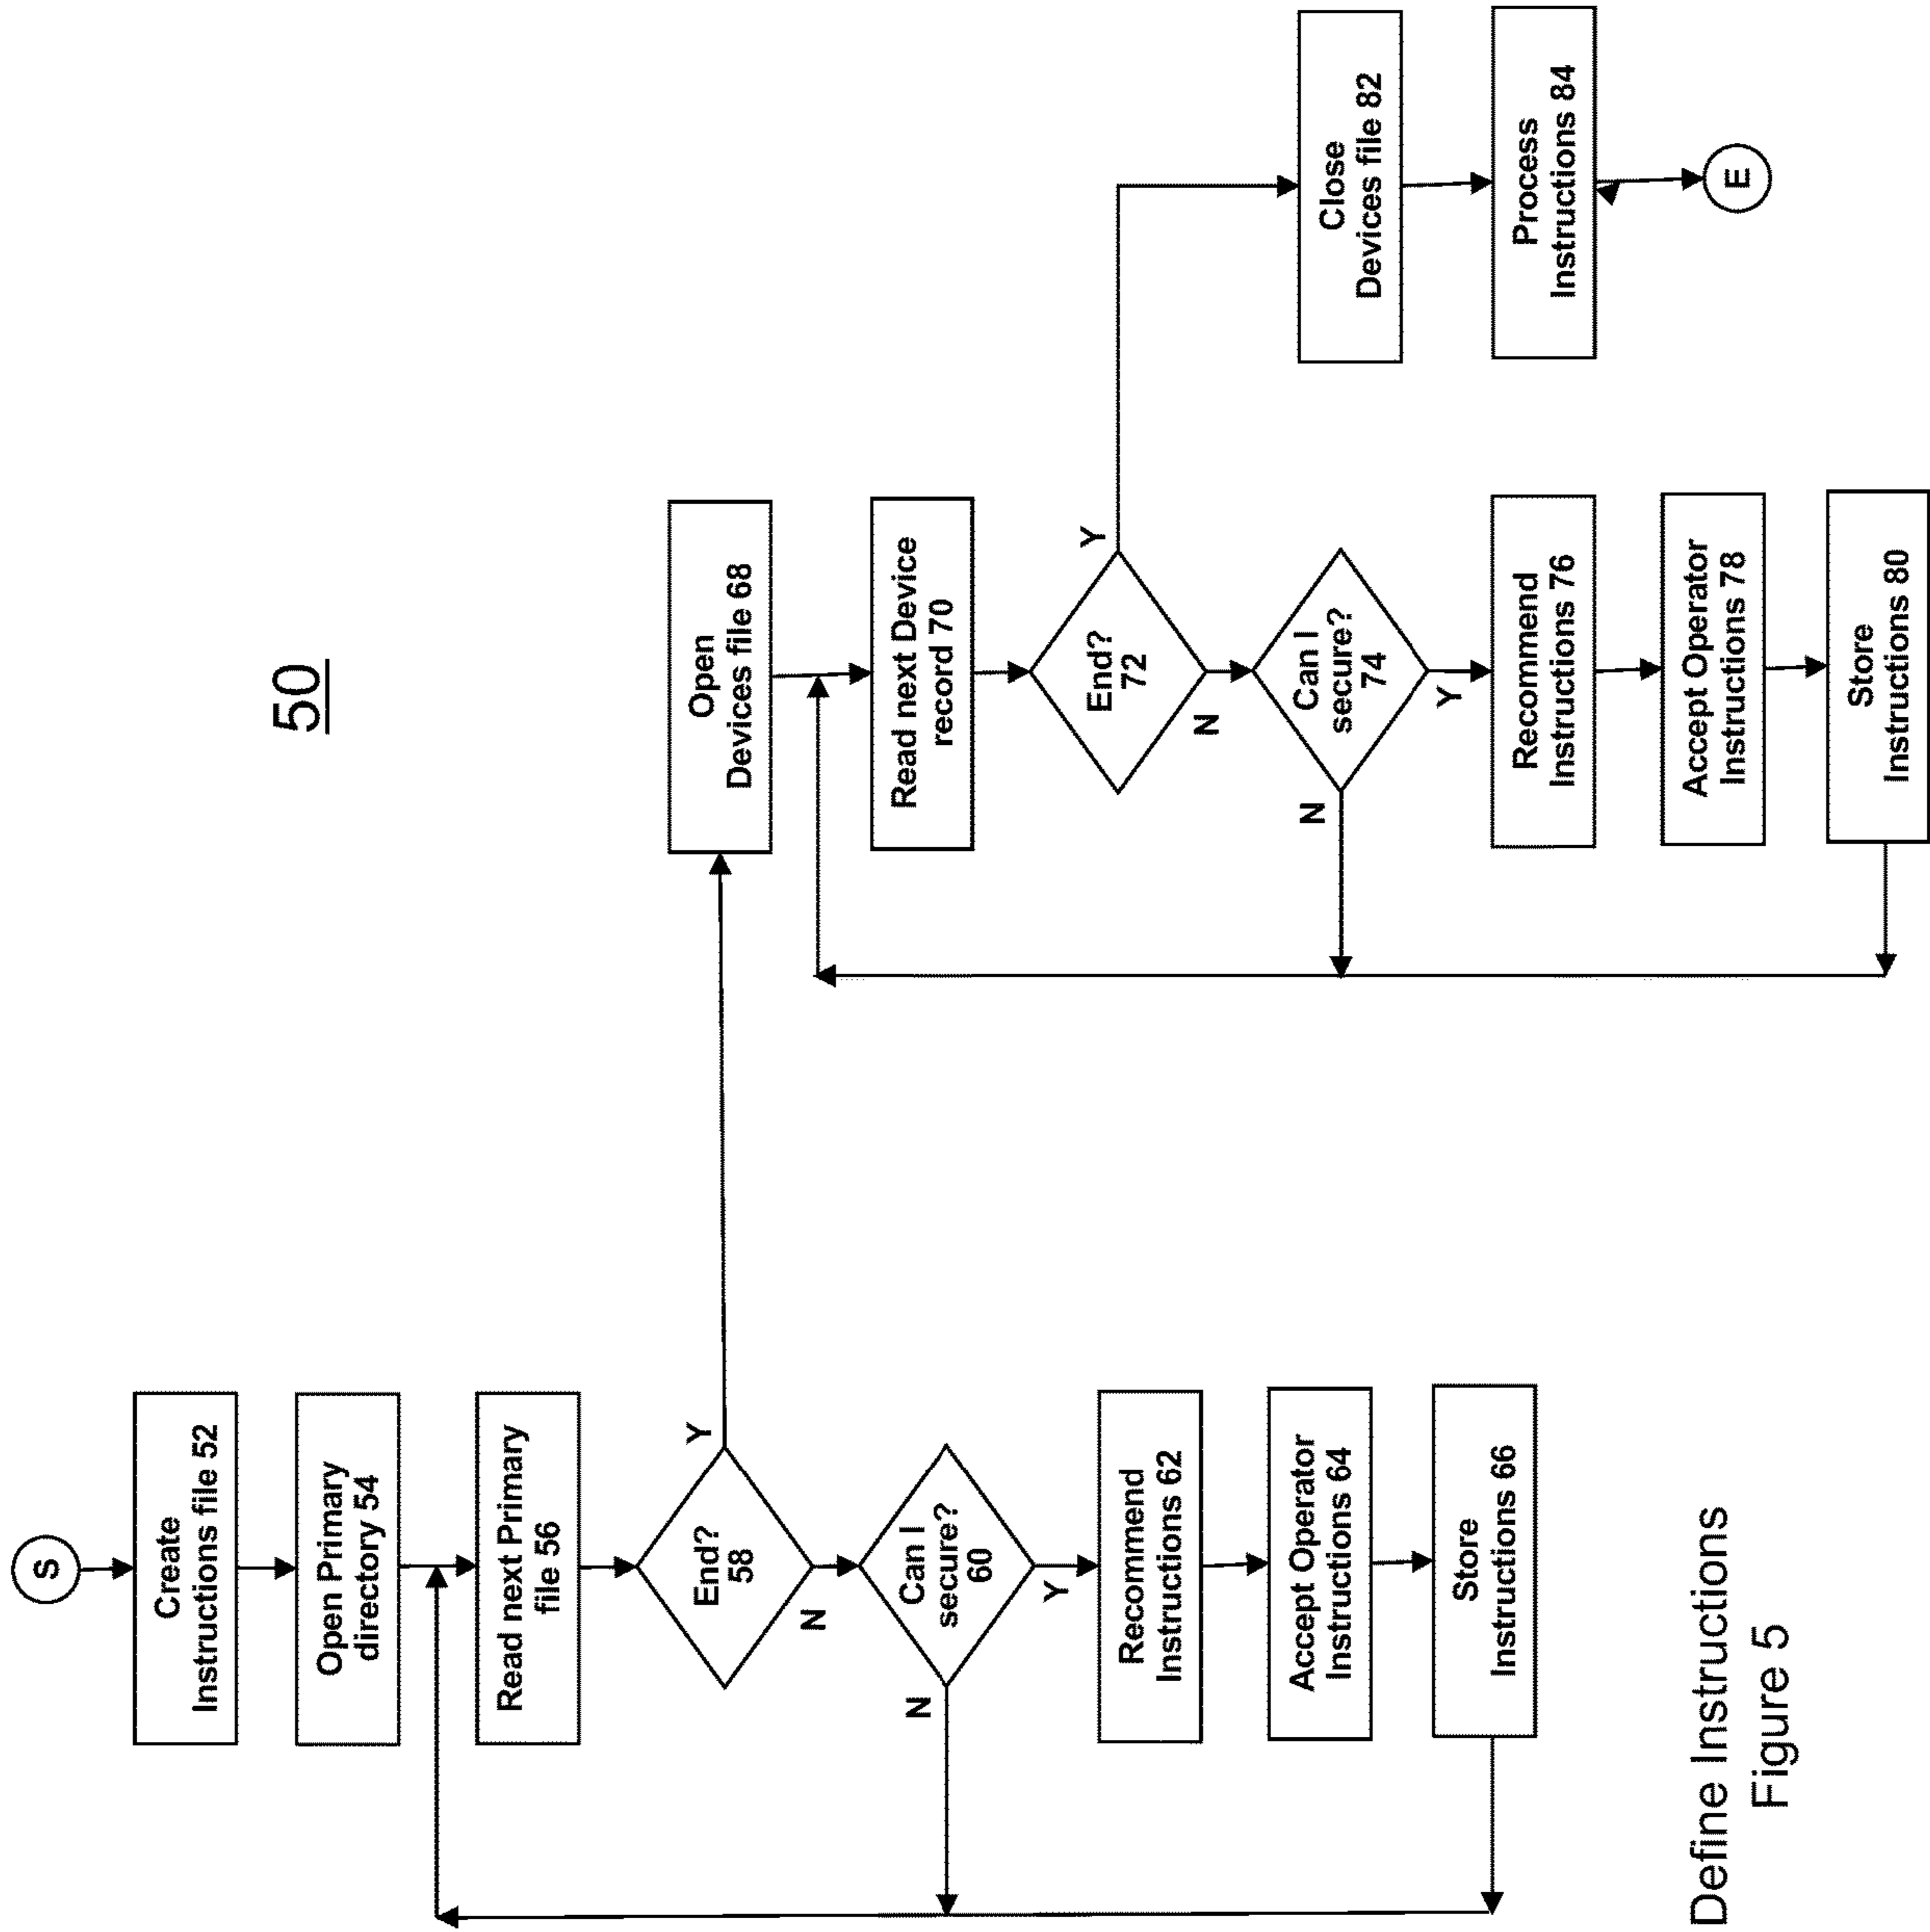 50
S
Create
Instructions file 52
Open Primary
directory 54
Read next Primary
file 56
End?
58
Y
N
Can I
secure?
60
N
Y
Recommend
Instructions 62
Accept Operator
Instructions 64
Store
Instructions 66
Open
Devices file 68
Read next Device
record 70
End?
72
Y
N
Can I
secure?
74
N
Y
Recommend
Instructions 76
Accept Operator
Instructions 78
Store
Instructions 80
Close
Devices file 82
Process
Instructions 84
E
Define Instructions
Figure 5